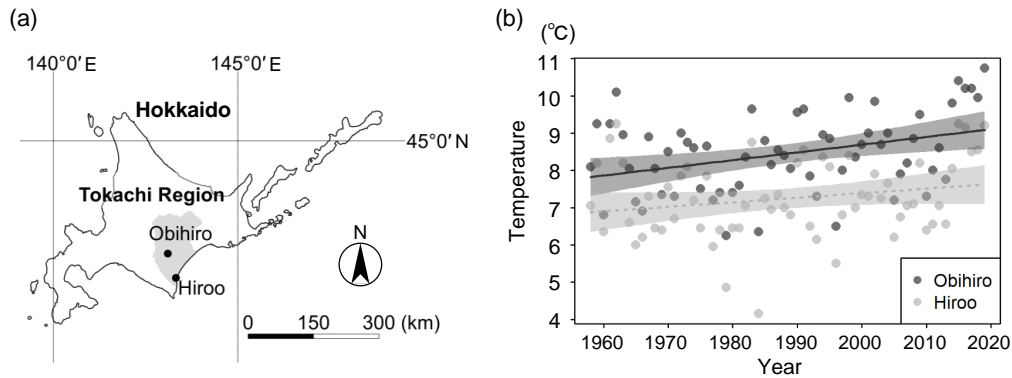 (a)
140°0′E 145°0′E
Hokkaido
45°0′N
Tokachi Region
Obihiro
Hiroo
N
0 150 300 (km)
(b)
(℃)
Temperature
11
10
9
8
7
6
5
4
Obihiro
Hiroo
1960 1970 1980 1990 2000 2010 2020
Year